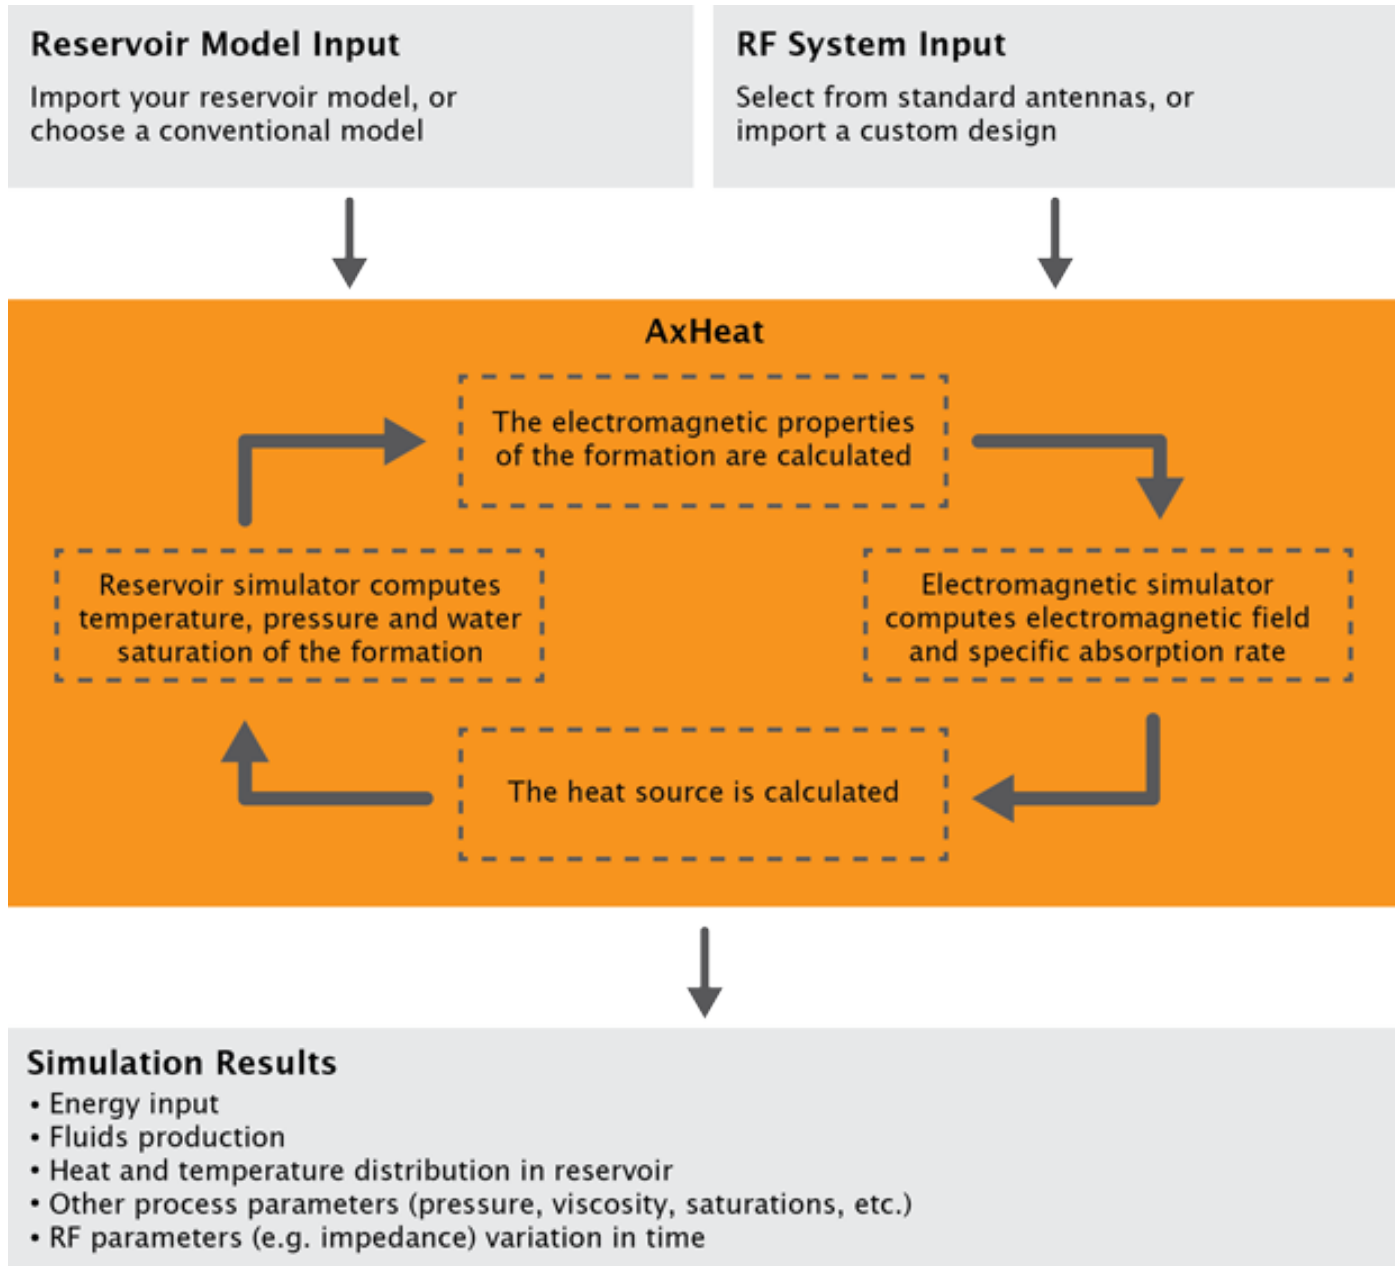 Reservoir Model Input
Import your reservoir model, or
choose a conventional model
RF System Input
Select from standard antennas, or
import a custom design
AxHeat
The electromagnetic properties
of the formation are calculated
Reservoir simulator computes
temperature, pressure and water
saturation of the formation
Electromagnetic simulator
computes electromagnetic field
and specific absorption rate
The heat source is calculated
Simulation Results
• Energy input
• Fluids production
• Heat and temperature distribution in reservoir
• Other process parameters (pressure, viscosity, saturations, etc.)
• RF parameters (e.g. impedance) variation in time